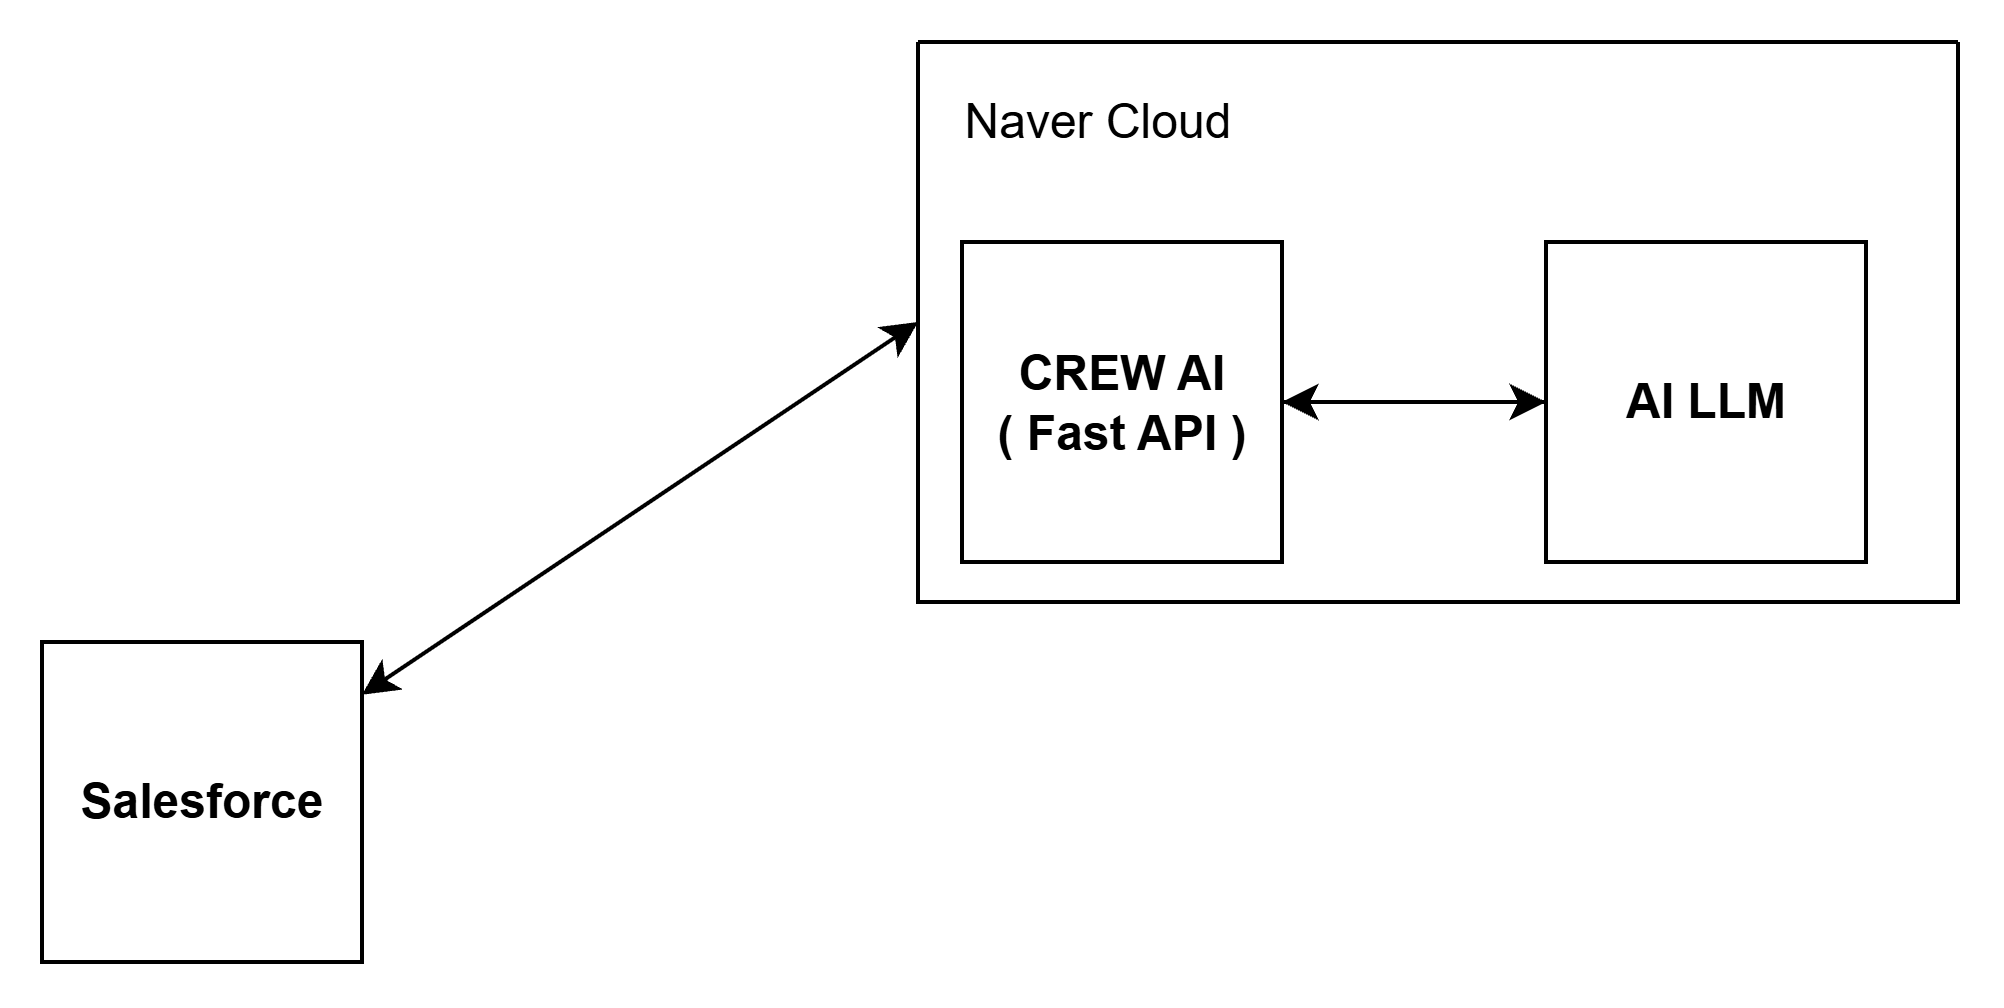 Naver Cloud
CREW AI
( Fast API )
AI LLM
Salesforce